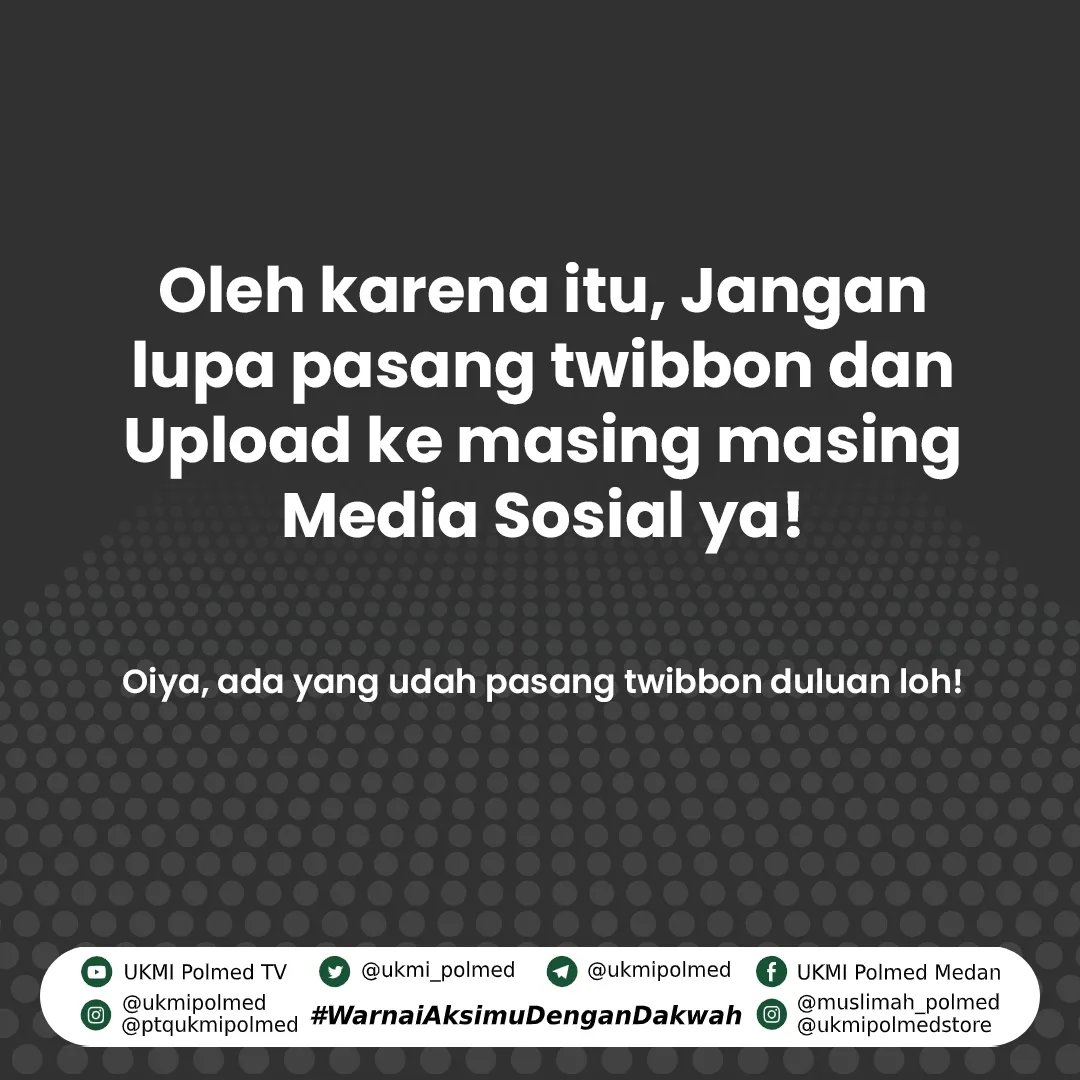 Oleh karena itu, Jangan
lupa pasang twibbon dan
Upload ke masing masing
Media Sosial ya!
Oiya, ada yang udah pasang twibbon duluan loh!
UKMI Polmed TV
@ukmi_polmed
@ukmipolmed
UKMI Polmed Medan
@ukmipolmed
@ptqukmipolmed
#WarnaiAksimuDenganDakwah
@muslimah_polmed
@ukmipolmedstore